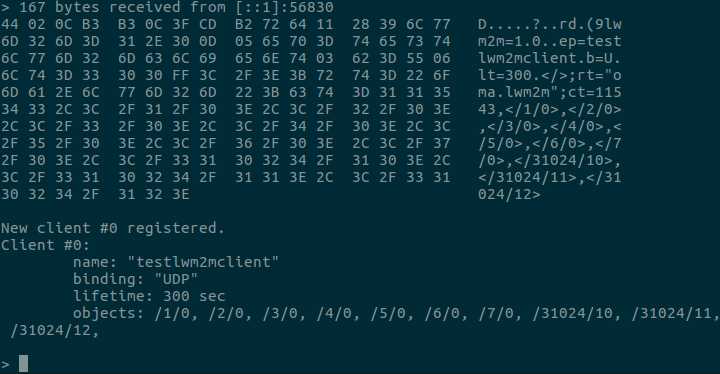 > 167 bytes received from [::1]:56830
44 02 0C B3  B3 0C 3F CD  B2 72 64 11  28 39 6C 77   D.....?..rd.(9lw
6D 32 6D 3D  31 2E 30 0D  05 65 70 3D  74 65 73 74   m2m=1.0..ep=test
6C 77 6D 32  6D 63 6C 69  65 6E 74 03  62 3D 55 06   lwm2mclient.b=U.
6C 74 3D 33  30 30 FF 3C  2F 3E 3B 72  74 3D 22 6F   lt=300.</>;rt="o
6D 61 2E 6C  77 6D 32 6D  22 3B 63 74  3D 31 31 35   ma.lwm2m";ct=115
34 33 2C 3C  2F 31 2F 30  3E 2C 3C 2F  32 2F 30 3E   43,</1/0>,</2/0>
2C 3C 2F 33  2F 30 3E 2C  3C 2F 34 2F  30 3E 2C 3C   ,</3/0>,</4/0>,<
2F 35 2F 30  3E 2C 3C 2F  36 2F 30 3E  2C 3C 2F 37   /5/0>,</6/0>,</7
2F 30 3E 2C  3C 2F 33 31  30 32 34 2F  31 30 3E 2C   /0>,</31024/10>,
3C 2F 33 31  30 32 34 2F  31 31 3E 2C  3C 2F 33 31   </31024/11>,</31
30 32 34 2F  31 32 3E   024/12>
New client #0 registered.
Client #0:
name: "testlwm2mclient"
binding: "UDP"
lifetime: 300 sec
objects: /1/0, /2/0, /3/0, /4/0, /5/0, /6/0, /7/0, /31024/10, /31024/11,
/31024/12,
>